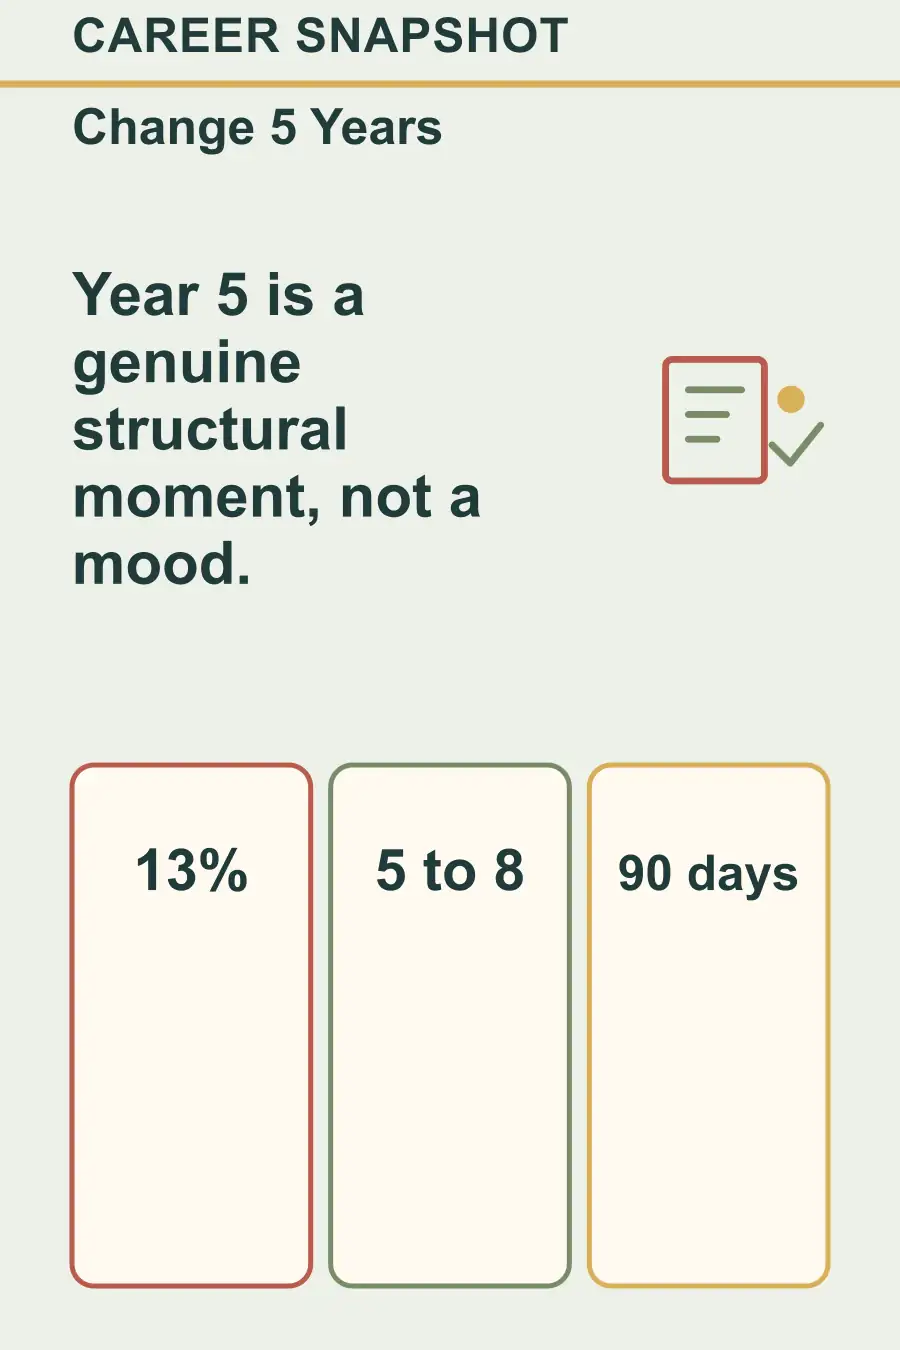 CAREER SNAPSHOT
Change 5 Years
Year 5 is a
genuine
structural
moment, not a
mood.
13%
5 to 8
90 days